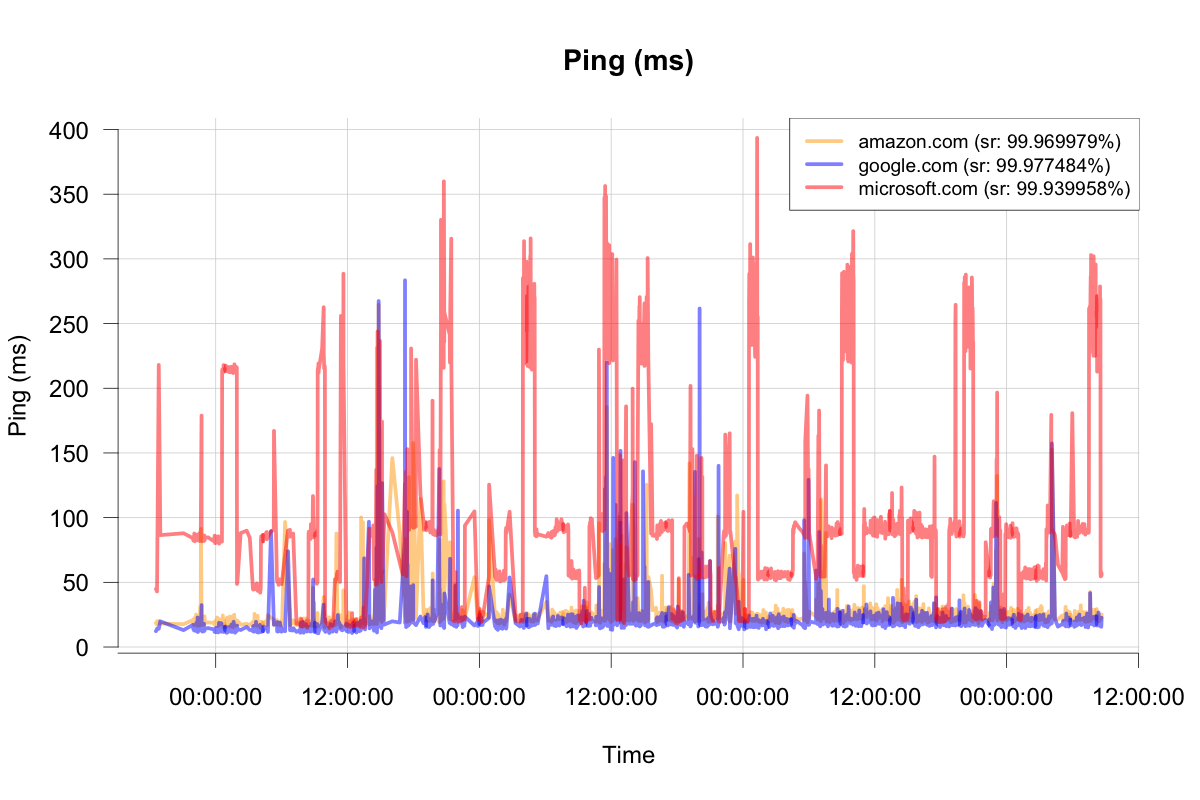 Ping (ms)
amazon.com (sr: 99.969979%)
google.com (sr: 99.977484%)
microsoft.com (sr: 99.939958%)
400
350
300
250
200
150
100
50
0
Ping (ms)
00:00:00 12:00:00 00:00:00 12:00:00 00:00:00 12:00:00 00:00:00 12:00:00
Time